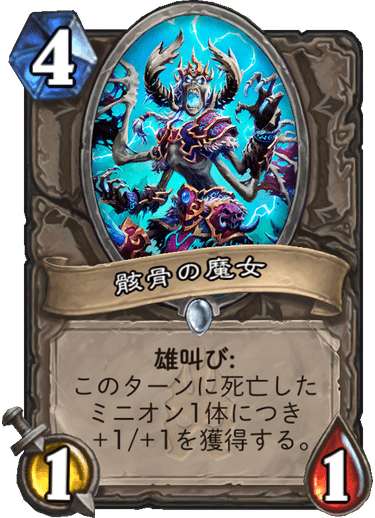 4
骸骨の魔女
雄叫び:
このターンに死亡した
ミニオン1体につき
+1/+1を獲得する。
1
1